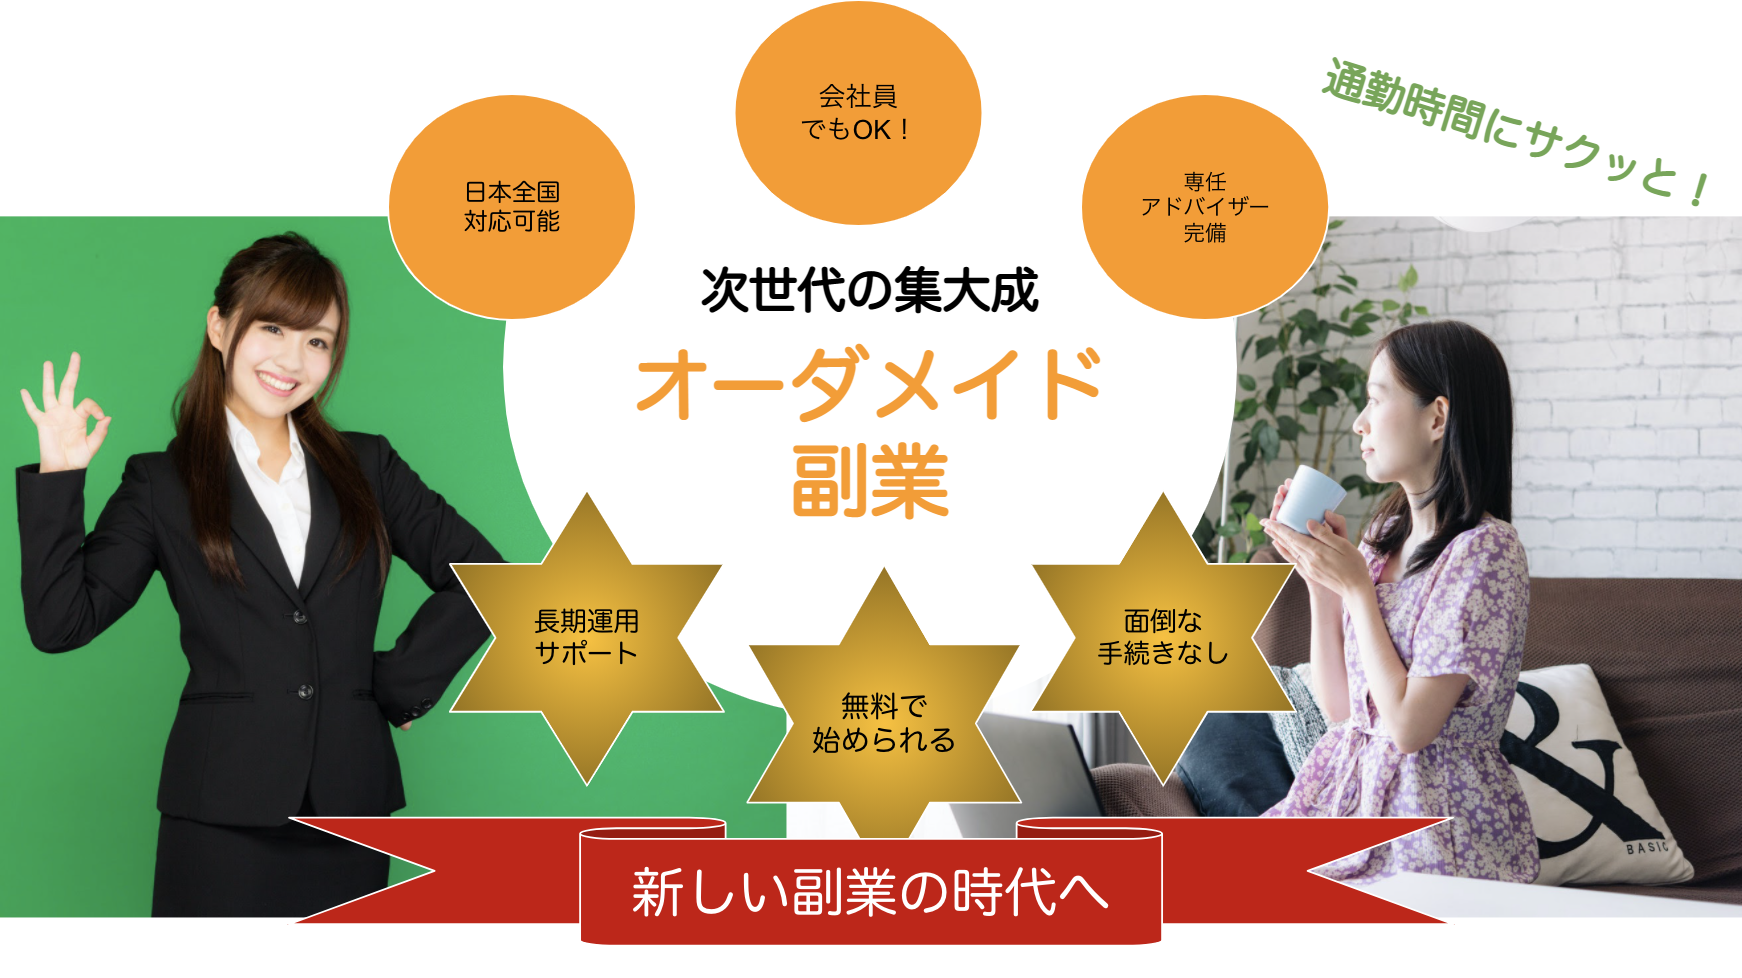 会社員
でもOK！
日本全国
対応可能
専任
アドバイザー
完備
通勤時間にサクッと！
次世代の集大成
オーダメイド
副業
長期運用
サポート
無料で
始められる
面倒な
手続きなし
&
BASIC
新しい副業の時代へ